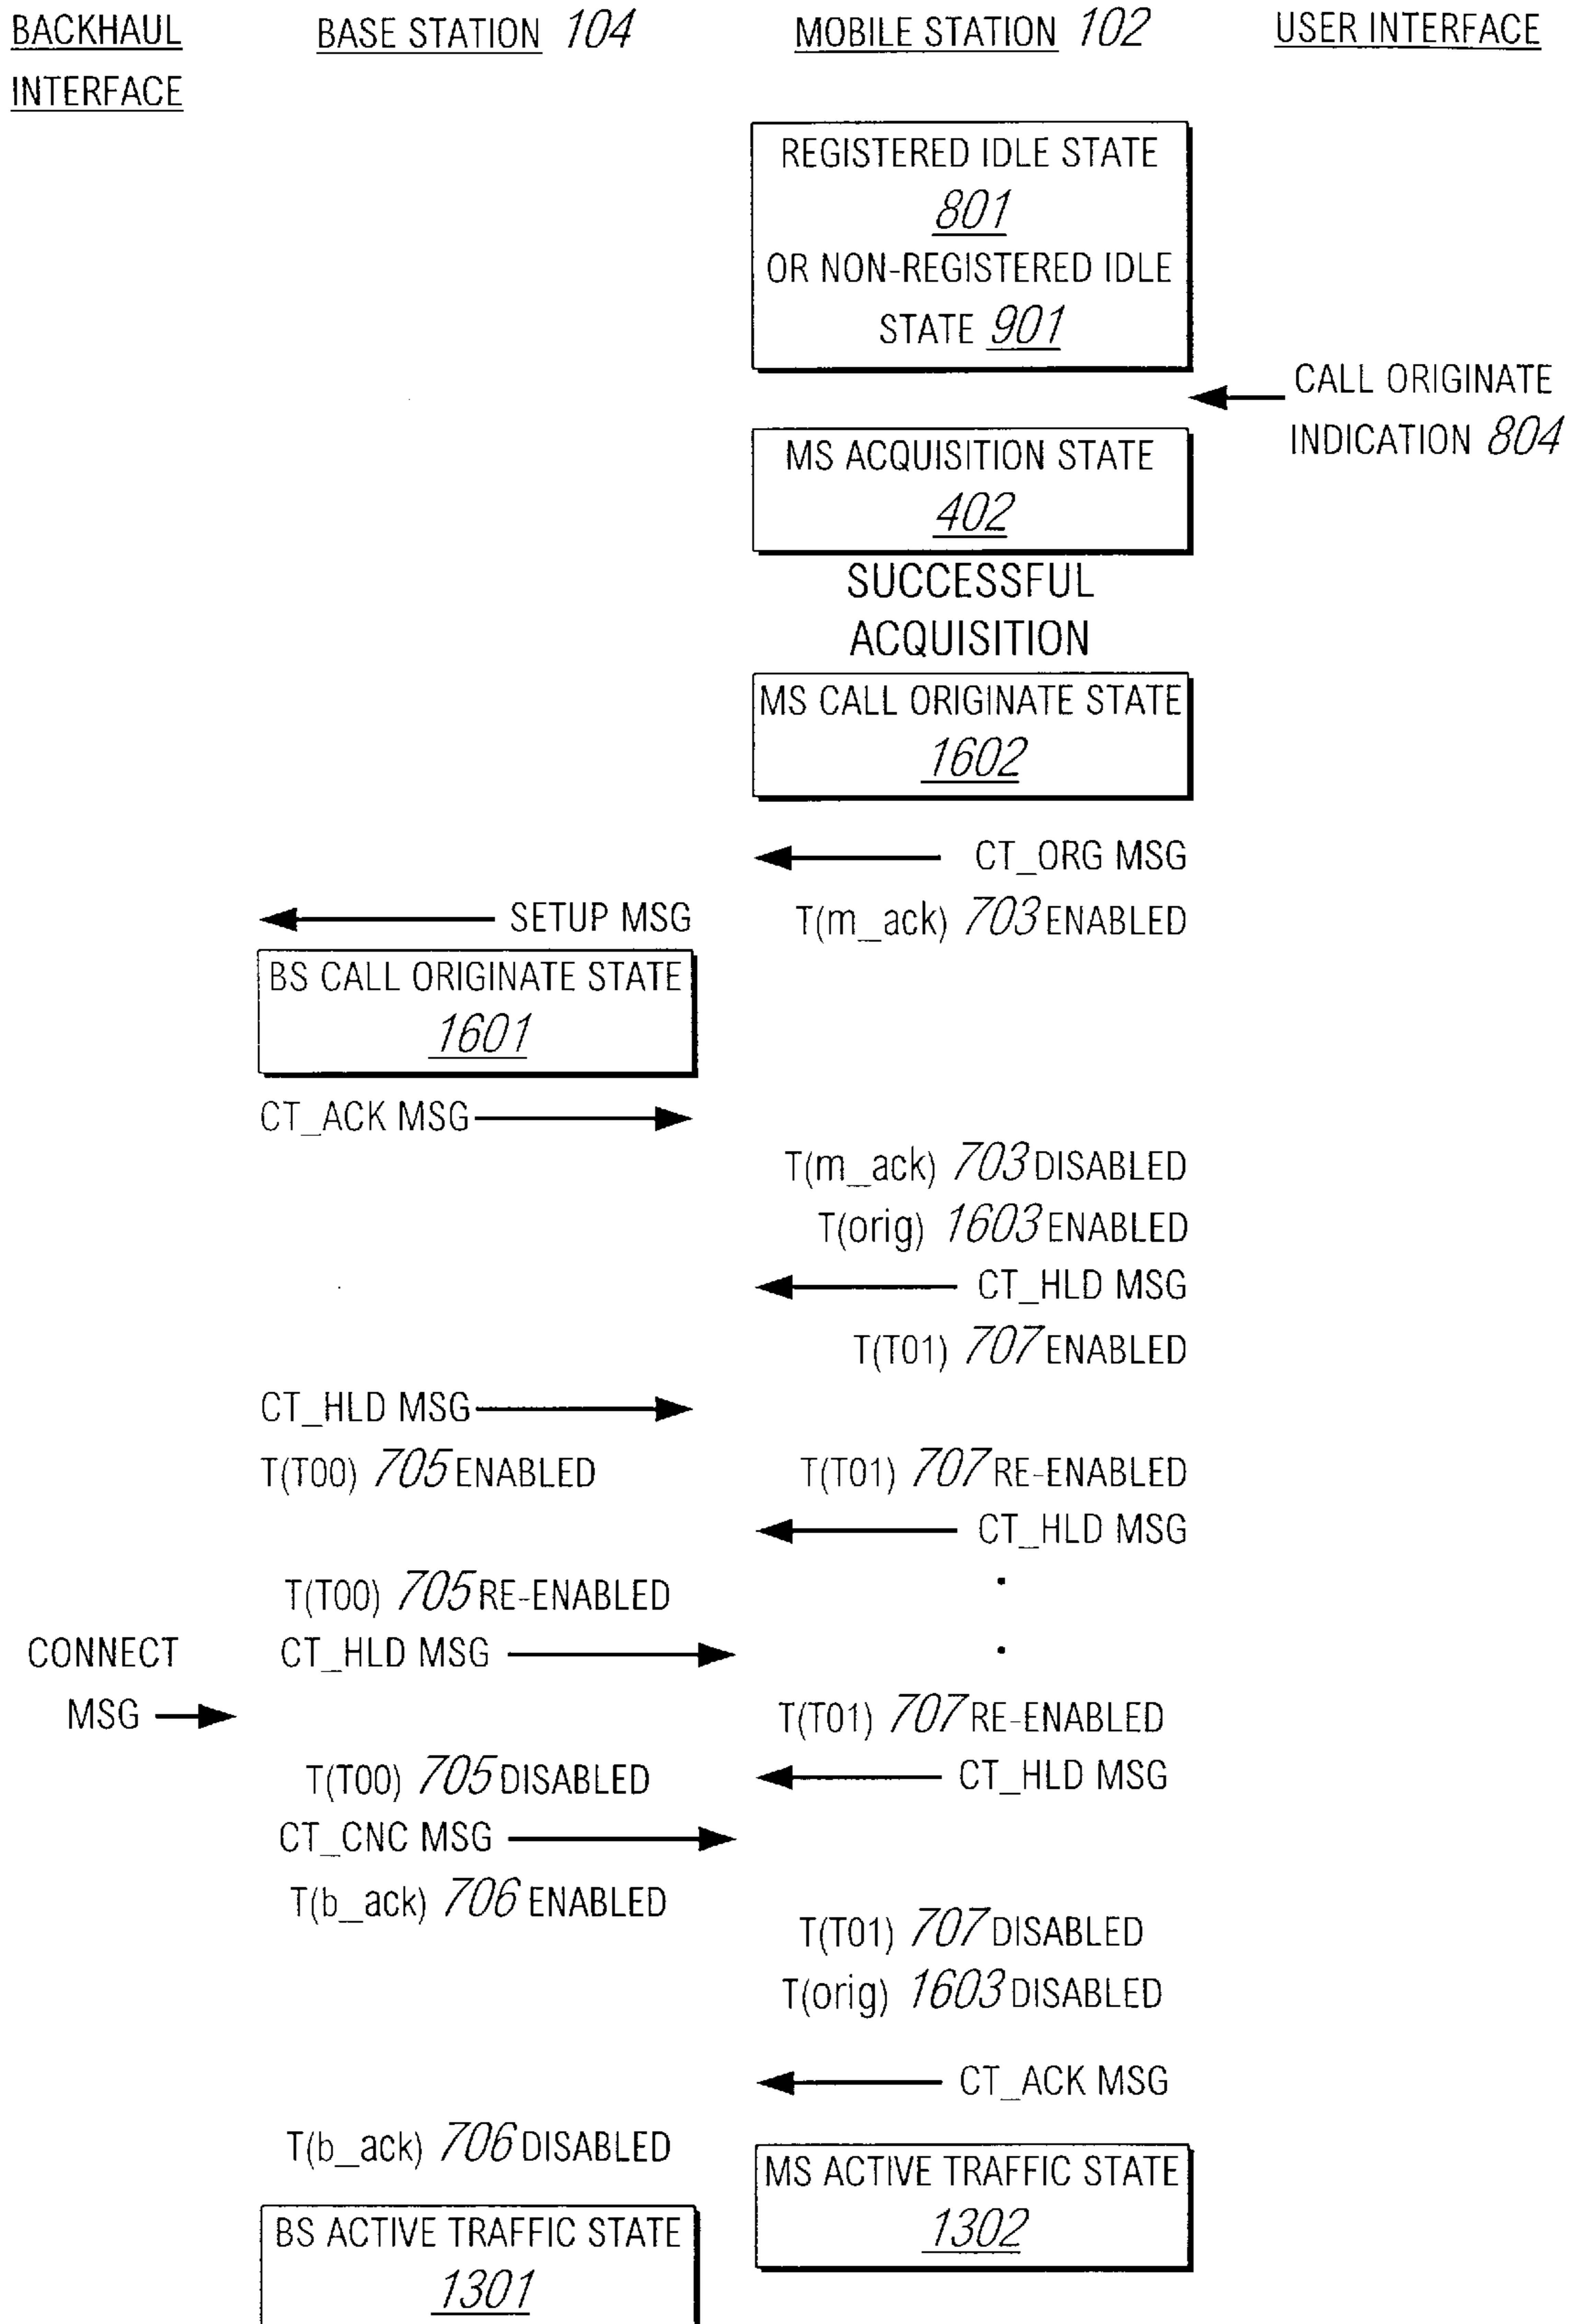 BACKHAUL INTERFACE
BASE STATION 104
MOBILE STATION 102
USER INTERFACE
REGISTERED IDLE STATE
801
OR NON-REGISTERED IDLE
STATE 901
CALL ORIGINATE
INDICATION 804
MS ACQUISITION STATE
402
SUCCESSFUL
ACQUISITION
MS CALL ORIGINATE STATE
1602
CT_ORG MSG
SETUP MSG
T(m_ack) 703 ENABLED
BS CALL ORIGINATE STATE
1601
CT_ACK MSG
T(m_ack) 703 DISABLED
T(orig) 1603 ENABLED
CT_HLD MSG
T(T01) 707 ENABLED
CT_HLD MSG
T(T00) 705 ENABLED
T(T01) 707 RE-ENABLED
CT_HLD MSG
T(T00) 705 RE-ENABLED
CONNECT
CT_HLD MSG
MSG
T(T01) 707 RE-ENABLED
T(T00) 705 DISABLED
CT_HLD MSG
CT_CNC MSG
T(b_ack) 706 ENABLED
T(T01) 707 DISABLED
T(orig) 1603 DISABLED
CT_ACK MSG
T(b_ack) 706 DISABLED
MS ACTIVE TRAFFIC STATE
1302
BS ACTIVE TRAFFIC STATE
1301